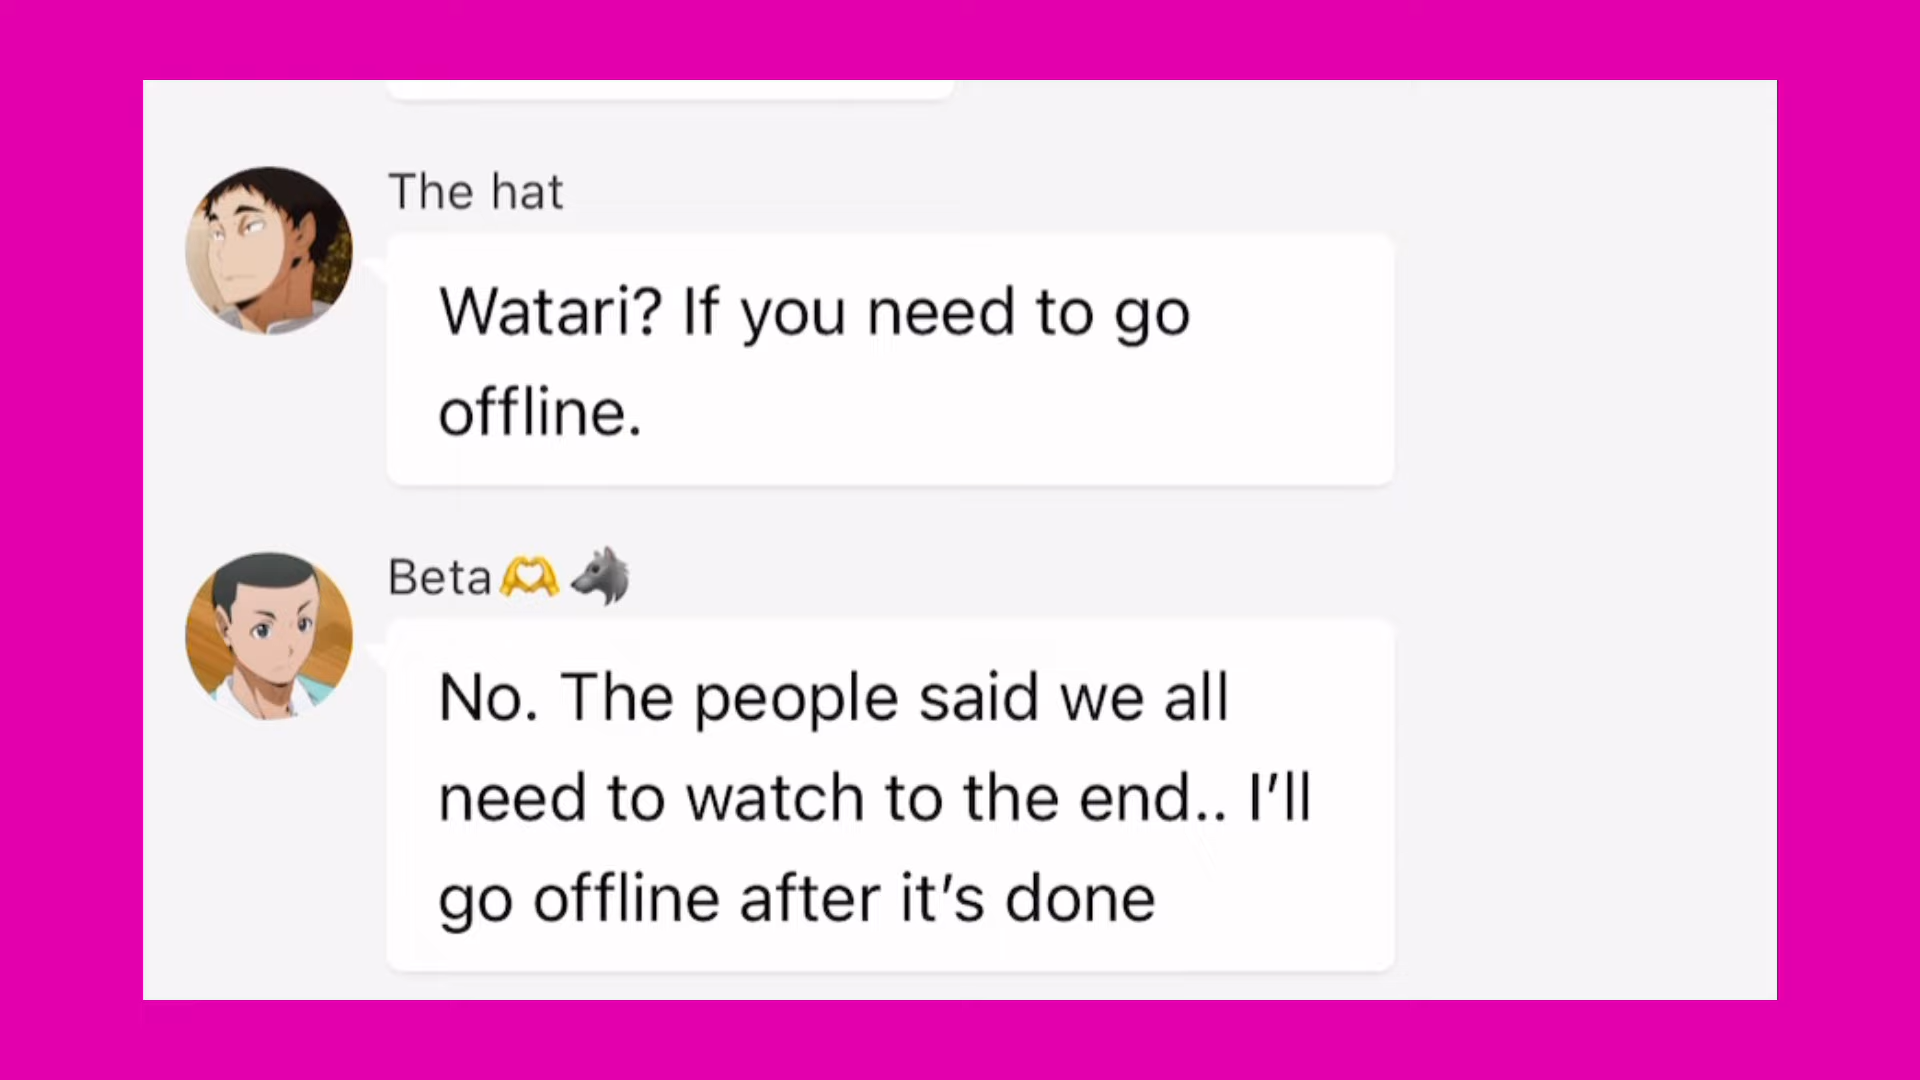 The hat
Watari? If you need to go
offline.
Beta🫶🐺
No. The people said we all
need to watch to the end.. I’ll
go offline after it’s done